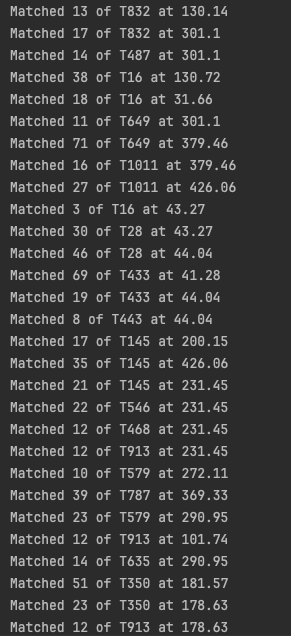 Matched 13 of T832 at 130.14
Matched 17 of T832 at 301.1
Matched 14 of T487 at 301.1
Matched 38 of T16 at 130.72
Matched 18 of T16 at 31.66
Matched 11 of T649 at 301.1
Matched 71 of T649 at 379.46
Matched 16 of T1011 at 379.46
Matched 27 of T1011 at 426.06
Matched 3 of T16 at 43.27
Matched 30 of T28 at 43.27
Matched 46 of T28 at 44.04
Matched 69 of T433 at 41.28
Matched 19 of T433 at 44.04
Matched 8 of T443 at 44.04
Matched 17 of T145 at 200.15
Matched 35 of T145 at 426.06
Matched 21 of T145 at 231.45
Matched 22 of T546 at 231.45
Matched 12 of T468 at 231.45
Matched 12 of T913 at 231.45
Matched 10 of T579 at 272.11
Matched 39 of T787 at 369.33
Matched 23 of T579 at 290.95
Matched 12 of T913 at 101.74
Matched 14 of T635 at 290.95
Matched 51 of T350 at 181.57
Matched 23 of T350 at 178.63
Matched 12 of T913 at 178.63